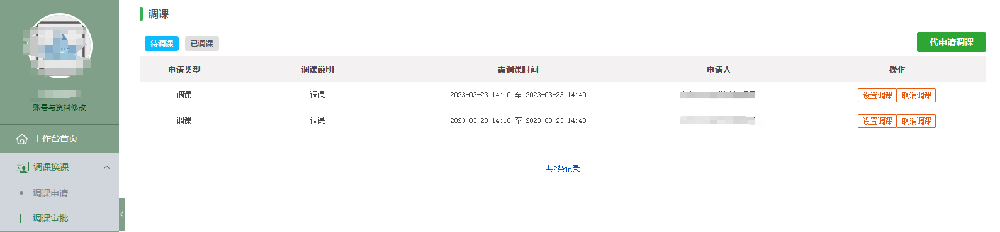 账号与资料修改
工作台首页
调课换课
调课申请
调课审批
调课
待调课 已调课 代申请调课
申请类型 调课说明 需调课时间 申请人 操作
调课 调课 2023-03-23 14:10 至 2023-03-23 14:40 设置调课 取消调课
调课 调课 2023-03-23 14:10 至 2023-03-23 14:40 设置调课 取消调课
共2条记录